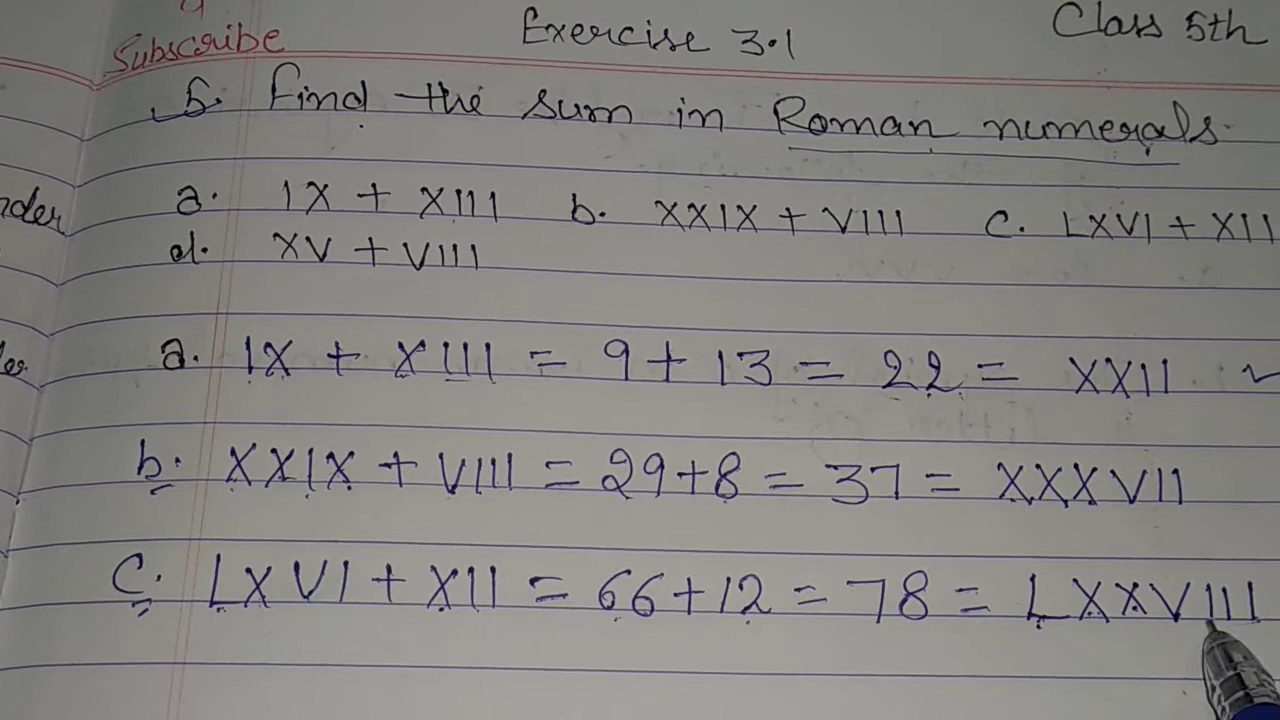 Subscribe Exercise 3.1 Class 5th
5. Find the sum in Roman numerals.
a. IX + XIII b. XXIX + VIII c. LXVI + XII
d. XV + VIII
a. IX + XIII = 9 + 13 = 22 = XXII
b. XXIX + VIII = 29 + 8 = 37 = XXXVII
c. LXVI + XII = 66 + 12 = 78 = LXXVIII